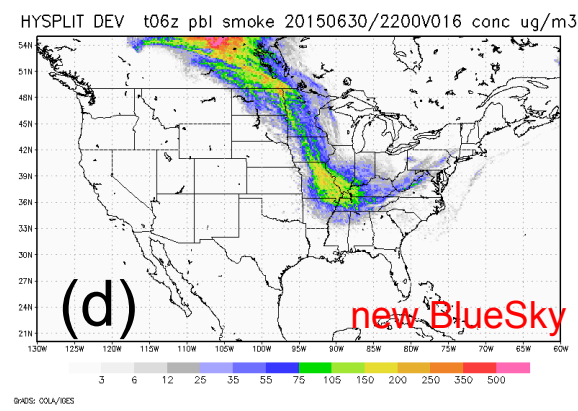 HYSPLIT DEV t06z pbl smoke 20150630/2200V016 conc ug/m3
54N
51N
48N
45N
42N
39N
36N
33N
30N
27N
24N
21N
(d)
new BlueSky
130W 125W 120W 115W 110W 105W 100W 95W 90W 85W 80W 75W 70W 65W 60W
3 6 12 25 35 55 75 105 150 200 250 350 500
GrADS: COLA/IGES